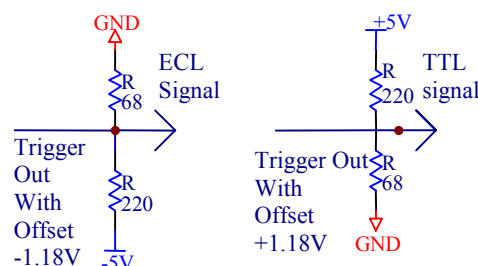 GND
R
68
ECL
Signal
Trigger
Out
With
Offset
-1.18V
R
220
-5V
+5V
R
220
TTL
signal
Trigger Out
With
Offset
+1.18V
R
68
GND